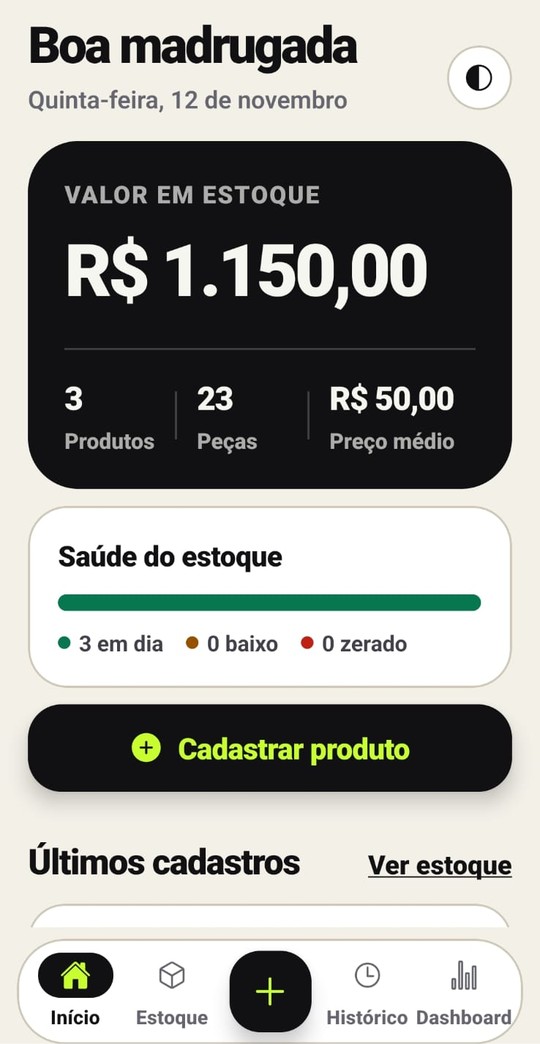 Boa madrugada
Quinta-feira, 12 de novembro
VALOR EM ESTOQUE
R$ 1.150,00
3
Produtos
23
Peças
R$ 50,00
Preço médio
Saúde do estoque
3 em dia
0 baixo
0 zerado
Cadastrar produto
Últimos cadastros
Ver estoque
Início
Estoque
Histórico
Dashboard